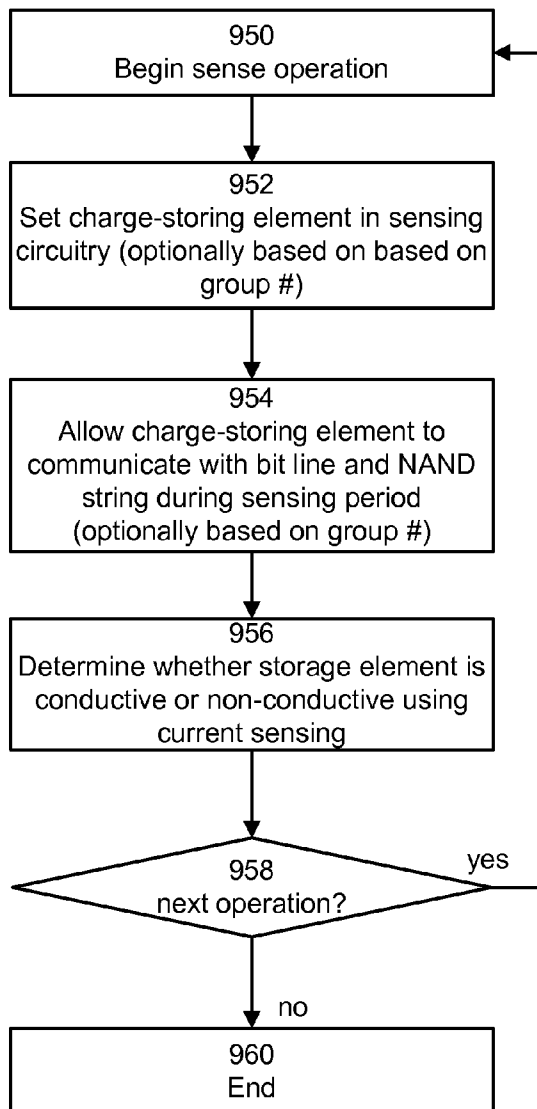 950
Begin sense operation
952
Set charge-storing element in sensing
circuitry (optionally based on based on
group #)
954
Allow charge-storing element to
communicate with bit line and NAND
string during sensing period
(optionally based on group #)
956
Determine whether storage element is
conductive or non-conductive using
current sensing
958
next operation?
yes
no
960
End